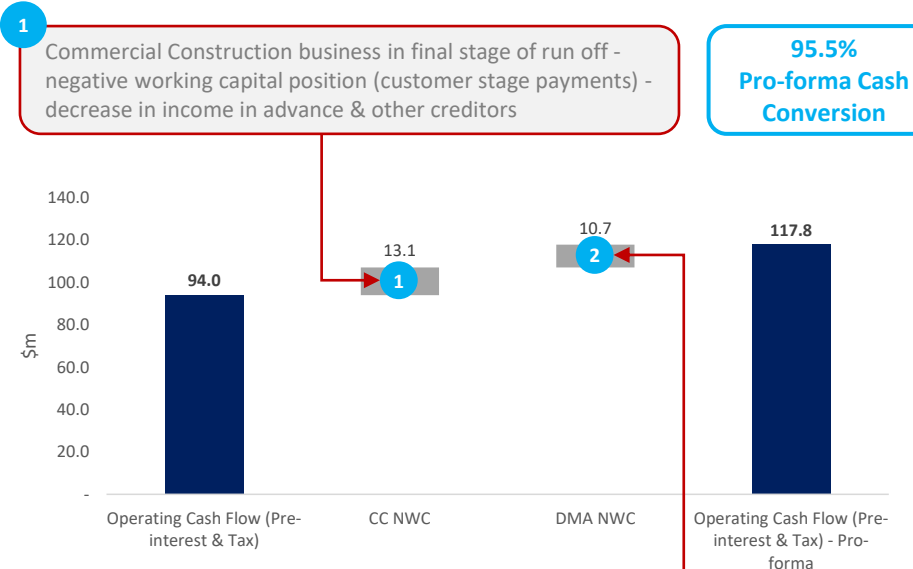 1
Commercial Construction business in final stage of run off -
negative working capital position (customer stage payments) -
decrease in income in advance & other creditors
95.5%
Pro-forma Cash
Conversion
140.0
120.0
100.0
80.0
60.0
40.0
20.0
-
$m
94.0
13.1
1
10.7
2
117.8
Operating Cash Flow (Pre-
interest & Tax)
CC NWC
DMA NWC
Operating Cash Flow (Pre-
interest & Tax) - Pro-
forma